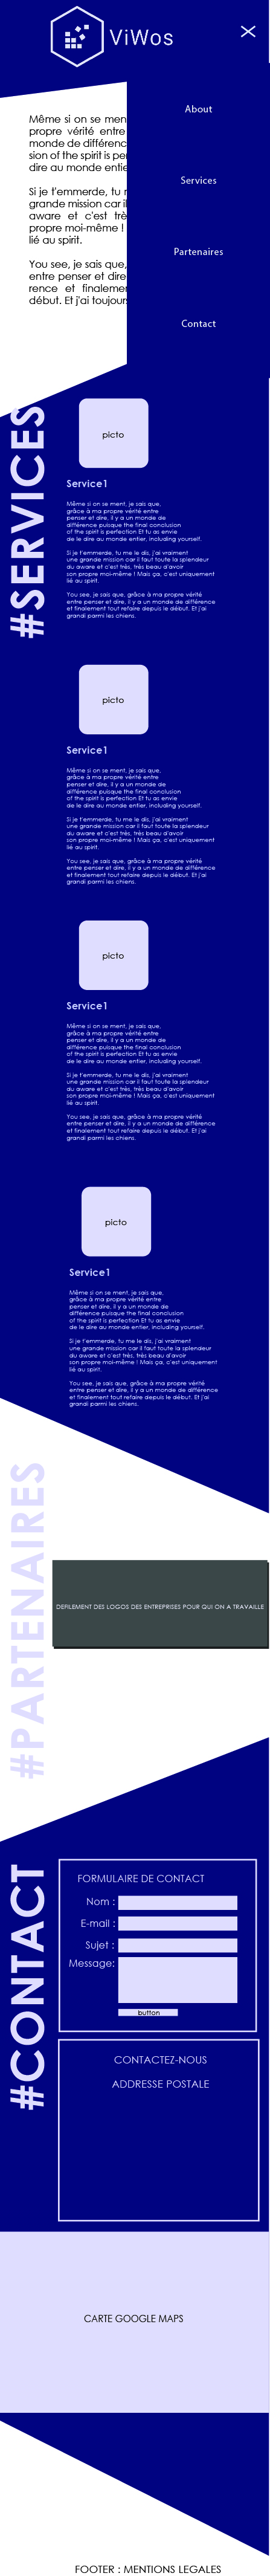 ViWos
About
Services
Partenaires
Contact
Même si on se men
propre vérité entre
monde de différenc
sion of the spirit is per
dire au monde entie
Si je t'emmerde, tu r
grande mission car il
aware et c'est trè
propre moi-même !
lié au spirit.
You see, je sais que,
entre penser et dire
rence et finalemer
début. Et j'ai toujours
#SERVICES
picto
Service1
Même si on se ment, je sais que,
grâce à ma propre vérité entre
penser et dire, il y a un monde de
différence puisque the final conclusion
of the spirit is perfection Et tu as envie
de le dire au monde entier, including yourself.
Si je t'emmerde, tu me le dis, j'ai vraiment
une grande mission car il faut toute la splendeur
du aware et c'est très, très beau d'avoir
son propre moi-même ! Mais ça, c'est uniquement
lié au spirit.
You see, je sais que, grâce à ma propre vérité
entre penser et dire, il y a un monde de différence
et finalement tout refaire depuis le début. Et j'ai
grandi parmi les chiens.
picto
Service1
Même si on se ment, je sais que,
grâce à ma propre vérité entre
penser et dire, il y a un monde de
différence puisque the final conclusion
of the spirit is perfection Et tu as envie
de le dire au monde entier, including yourself.
Si je t'emmerde, tu me le dis, j'ai vraiment
une grande mission car il faut toute la splendeur
du aware et c'est très, très beau d'avoir
son propre moi-même ! Mais ça, c'est uniquement
lié au spirit.
You see, je sais que, grâce à ma propre vérité
entre penser et dire, il y a un monde de différence
et finalement tout refaire depuis le début. Et j'ai
grandi parmi les chiens.
picto
Service1
Même si on se ment, je sais que,
grâce à ma propre vérité entre
penser et dire, il y a un monde de
différence puisque the final conclusion
of the spirit is perfection Et tu as envie
de le dire au monde entier, including yourself.
Si je t'emmerde, tu me le dis, j'ai vraiment
une grande mission car il faut toute la splendeur
du aware et c'est très, très beau d'avoir
son propre moi-même ! Mais ça, c'est uniquement
lié au spirit.
You see, je sais que, grâce à ma propre vérité
entre penser et dire, il y a un monde de différence
et finalement tout refaire depuis le début. Et j'ai
grandi parmi les chiens.
picto
Service1
Même si on se ment, je sais que,
grâce à ma propre vérité entre
penser et dire, il y a un monde de
différence puisque the final conclusion
of the spirit is perfection Et tu as envie
de le dire au monde entier, including yourself.
Si je t'emmerde, tu me le dis, j'ai vraiment
une grande mission car il faut toute la splendeur
du aware et c'est très, très beau d'avoir
son propre moi-même ! Mais ça, c'est uniquement
lié au spirit.
You see, je sais que, grâce à ma propre vérité
entre penser et dire, il y a un monde de différence
et finalement tout refaire depuis le début. Et j'ai
grandi parmi les chiens.
#PARTENAIRES
DEFILEMENT DES LOGOS DES ENTREPRISES POUR QUI ON A TRAVAILLE
#CONTACT
FORMULAIRE DE CONTACT
Nom :
E-mail :
Sujet :
Message:
button
CONTACTEZ-NOUS
ADDRESSE POSTALE
CARTE GOOGLE MAPS
FOOTER : MENTIONS LEGALES